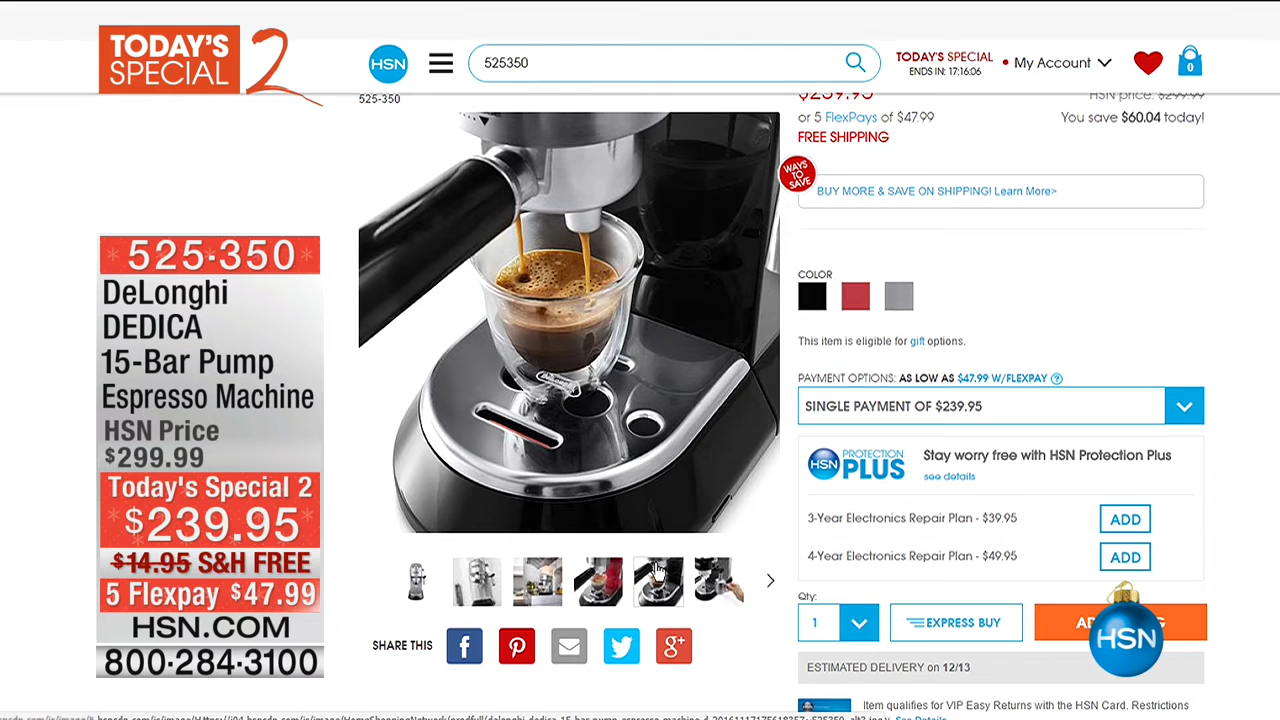 TODAY'S
SPECIAL 2
HSN
525350
TODAY'S SPECIAL
ENDS IN: 17:16:06
My Account
0
525-350
$239.95
HSN price: $299.99
or 5 FlexPays of $47.99
You save $60.04 today!
FREE SHIPPING
WAYS
TO
SAVE
BUY MORE & SAVE ON SHIPPING! Learn More>
COLOR
This item is eligible for gift options.
PAYMENT OPTIONS: AS LOW AS $47.99 W/FLEXPAY ?
SINGLE PAYMENT OF $239.95
HSN PROTECTION
PLUS
Stay worry free with HSN Protection Plus
see details
3-Year Electronics Repair Plan - $39.95
ADD
4-Year Electronics Repair Plan - $49.95
ADD
Qty:
1
EXPRESS BUY
HSN
ESTIMATED DELIVERY on 12/13
Item qualifies for VIP Easy Returns with the HSN Card. Restrictions
See Details
525·350
DeLonghi
DEDICA
15-Bar Pump
Espresso Machine
HSN Price
$299.99
Today's Special 2
$239.95
$14.95 S&H FREE
5 Flexpay $47.99
HSN.COM
800·284·3100
DeLonghi
SHARE THIS
f
g+